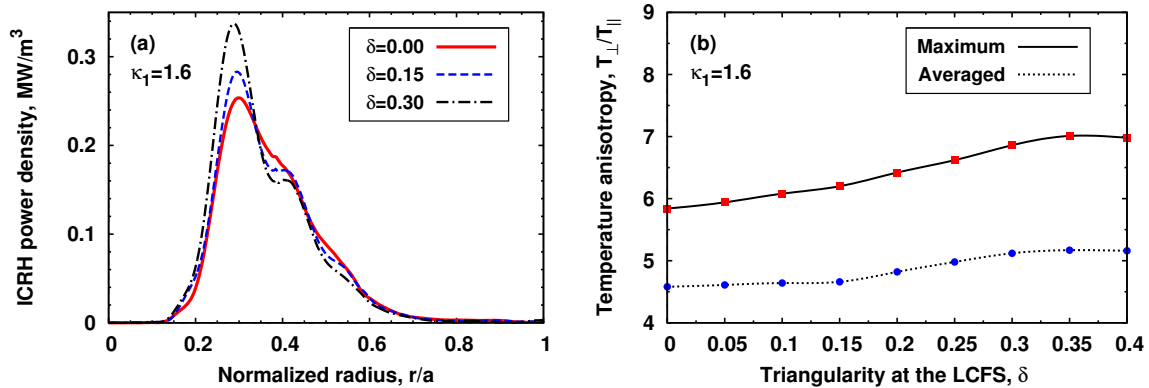 ICRH power density, MW/m³
0.3
0.2
0.1
0
(a)
κ₁=1.6
δ=0.00
δ=0.15
δ=0.30
0 0.2 0.4 0.6 0.8 1
Normalized radius, r/a
Temperature anisotropy, T⊥/T∥
9
8
7
6
5
4
(b)
κ₁=1.6
Maximum
Averaged
0 0.05 0.1 0.15 0.2 0.25 0.3 0.35 0.4
Triangularity at the LCFS, δ